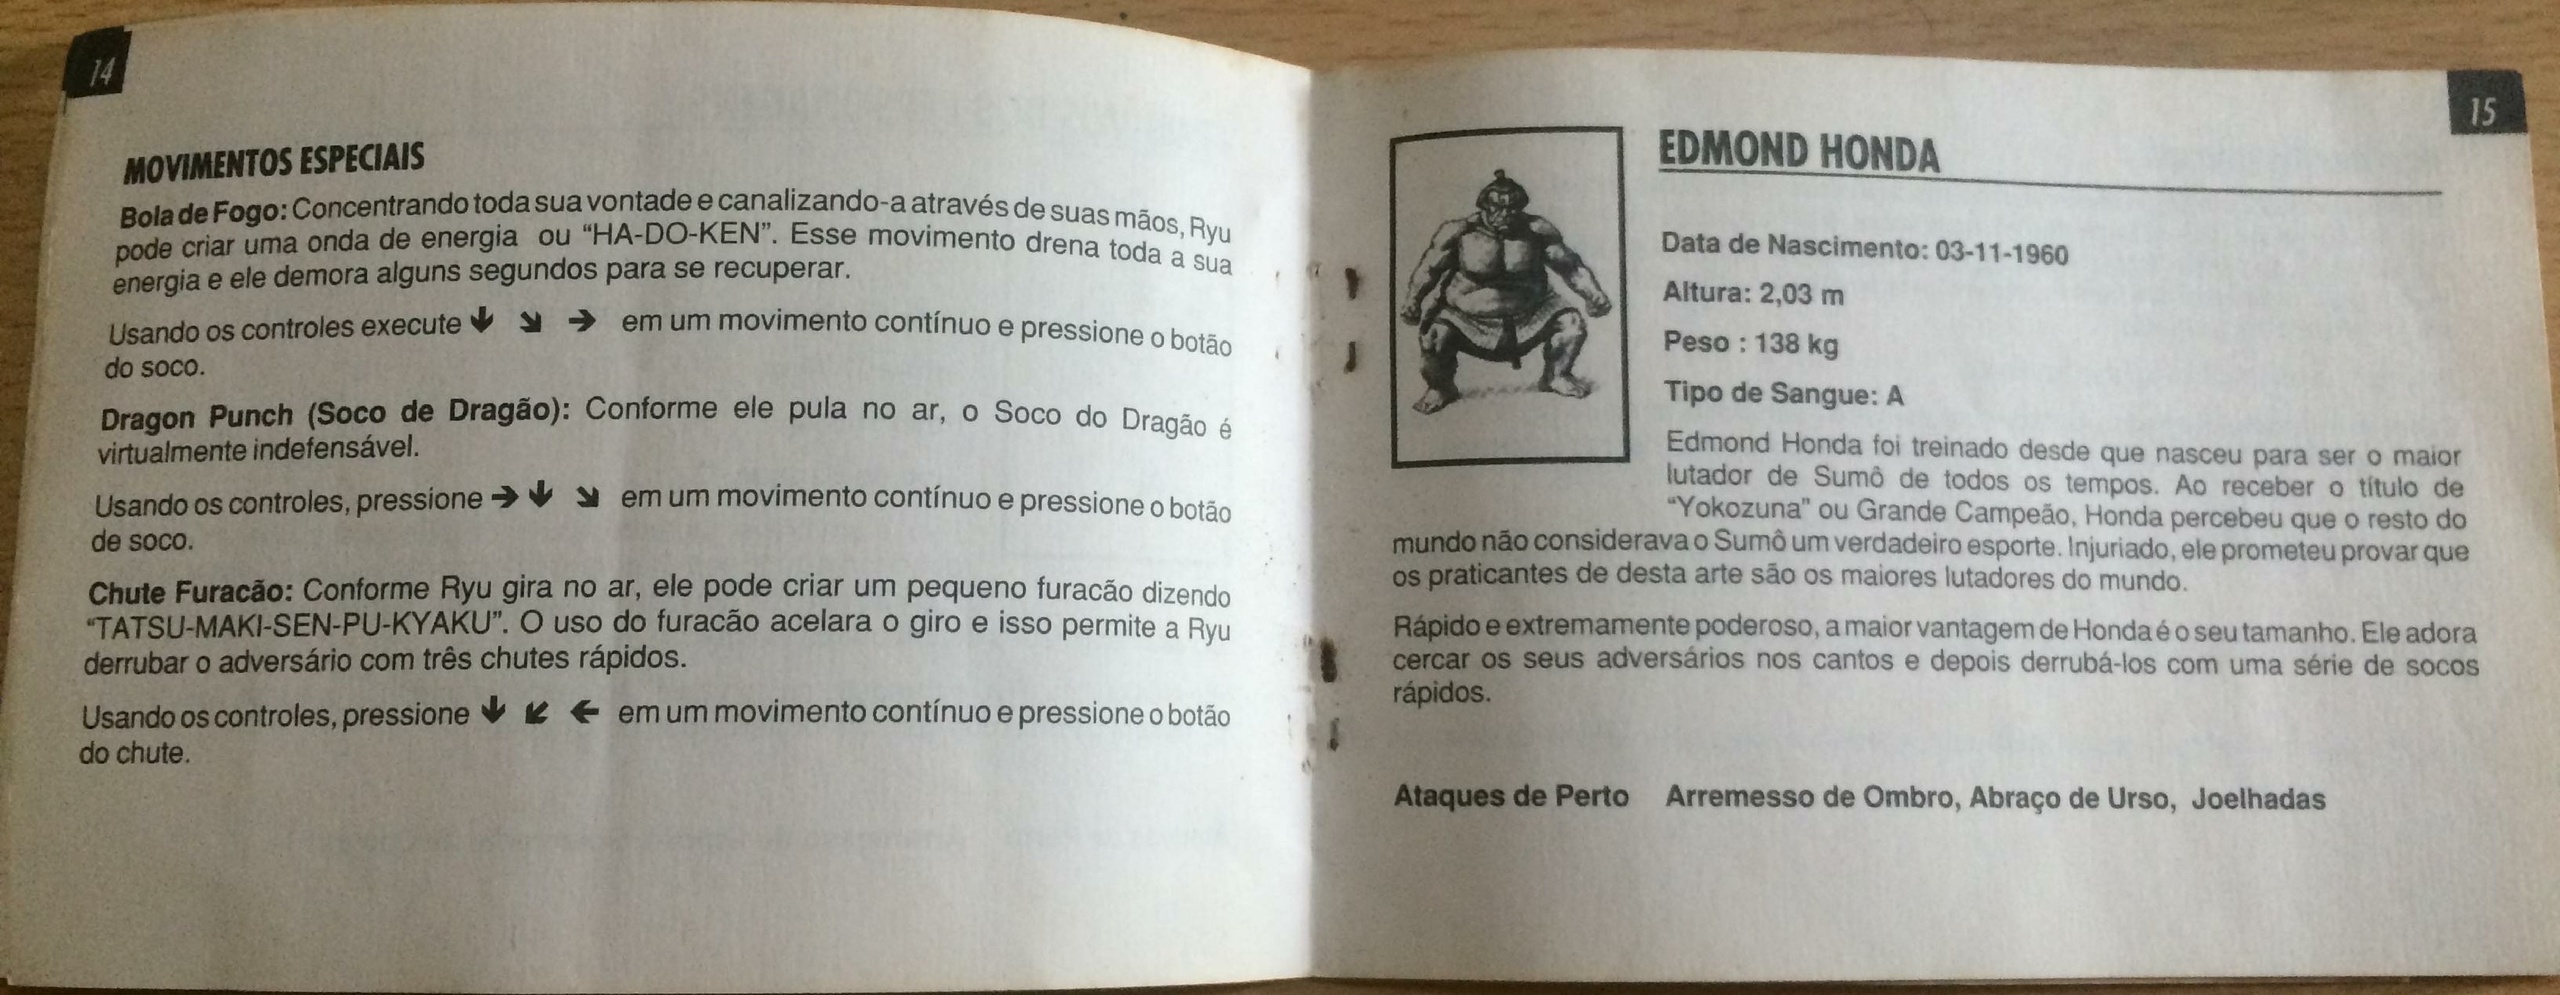 14
MOVIMENTOS ESPECIAIS
Bola de Fogo: Concentrando toda sua vontade e canalizando-a através de suas mãos, Ryu
pode criar uma onda de energia ou “HA-DO-KEN”. Esse movimento drena toda a sua
energia e ele demora alguns segundos para se recuperar.
Usando os controles execute ↓ ↘ → em um movimento contínuo e pressione o botão
do soco.
Dragon Punch (Soco de Dragão): Conforme ele pula no ar, o Soco do Dragão é
virtualmente indefensável.
Usando os controles, pressione → ↓ ↘ em um movimento contínuo e pressione o botão
de soco.
Chute Furacão: Conforme Ryu gira no ar, ele pode criar um pequeno furacão dizendo
“TATSU-MAKI-SEN-PU-KYAKU”. O uso do furacão acelara o giro e isso permite a Ryu
derrubar o adversário com três chutes rápidos.
Usando os controles, pressione ↓ ↙ ← em um movimento contínuo e pressione o botão
do chute.
15
EDMOND HONDA
Data de Nascimento: 03-11-1960
Altura: 2,03 m
Peso : 138 kg
Tipo de Sangue: A
Edmond Honda foi treinado desde que nasceu para ser o maior
lutador de Sumô de todos os tempos. Ao receber o título de
“Yokozuna” ou Grande Campeão, Honda percebeu que o resto do
mundo não considerava o Sumô um verdadeiro esporte. Injuriado, ele prometeu provar que
os praticantes de desta arte são os maiores lutadores do mundo.
Rápido e extremamente poderoso, a maior vantagem de Honda é o seu tamanho. Ele adora
cercar os seus adversários nos cantos e depois derrubá-los com uma série de socos
rápidos.
Ataques de Perto Arremesso de Ombro, Abraço de Urso, Joelhadas